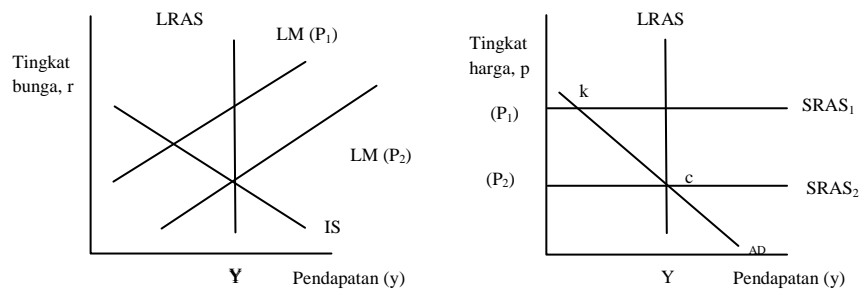 LRAS
LM (P1)
Tingkat
bunga, r
LM (P2)
IS
Ɏ
Pendapatan (y)
LRAS
Tingkat
harga, p
k
(P1)
SRAS1
(P2)
c
SRAS2
AD
Y
Pendapatan (y)